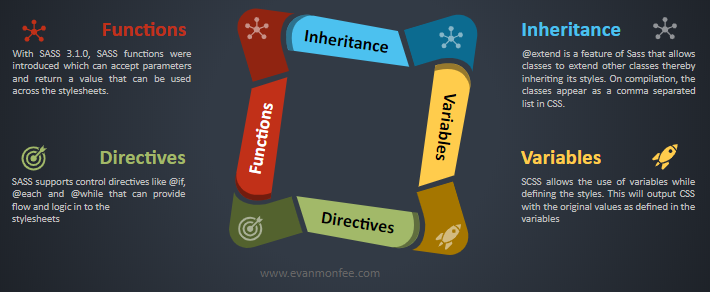 Functions
With SASS 3.1.0, SASS functions were
introduced which can accept parameters
and return a value that can be used
across the stylesheets.
Directives
SASS supports control directives like @if,
@each and @while that can provide
flow and logic in to the
stylesheets
Inheritance
Variables
Functions
Directives
Inheritance
@extend is a feature of Sass that allows
classes to extend other classes thereby
inheriting its styles. On compilation, the
classes appear as a comma separated
list in CSS.
Variables
SCSS allows the use of variables while
defining the styles. This will output CSS
with the original values as defined in the
variables
www.evanmonfee.com